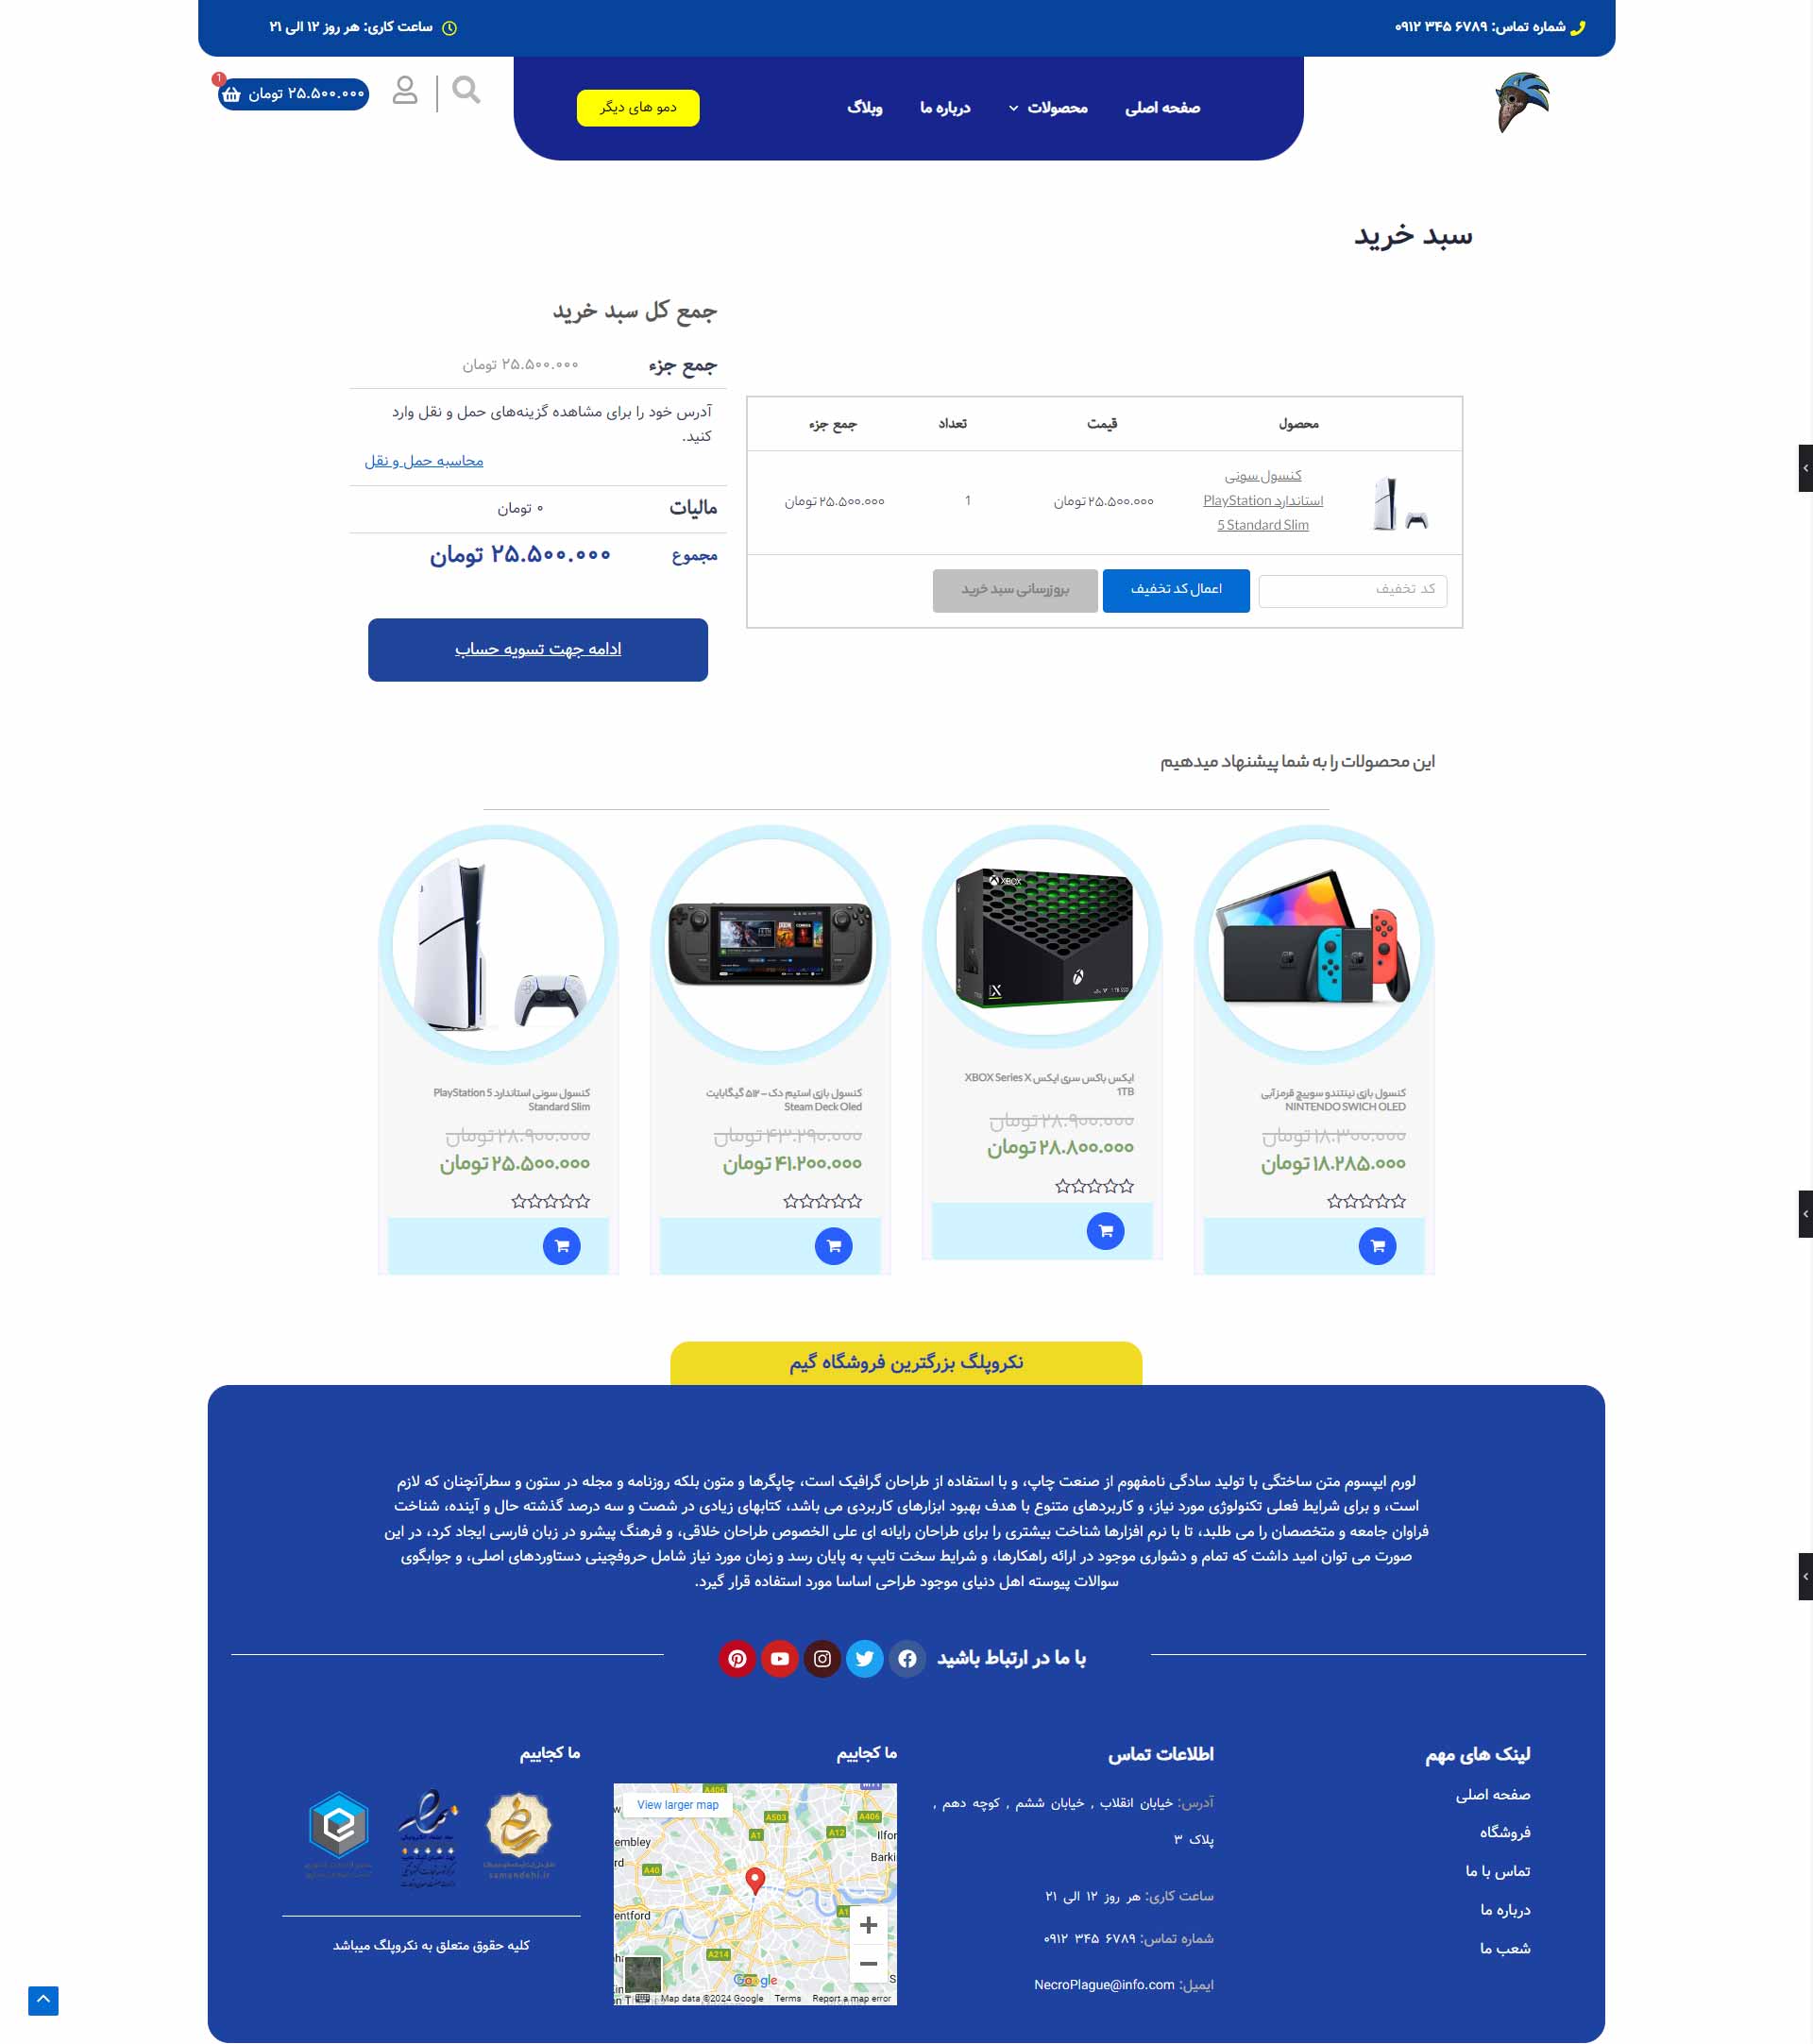 شماره تماس: ۶۷۸۹ ۳۴۵ ۰۹۱۲
ساعت کاری: هر روز ۱۲ الی ۲۱
صفحه اصلی
محصولات
درباره ما
وبلاگ
دمو های دیگر
۲۵.۵۰۰.۰۰۰ تومان
1
سبد خرید
محصول قیمت تعداد جمع جزء
کنسول سونی
استاندارد PlayStation
5 Standard Slim
۲۵.۵۰۰.۰۰۰ تومان
1
۲۵.۵۰۰.۰۰۰ تومان
کد تخفیف
اعمال کد تخفیف
بروزرسانی سبد خرید
جمع کل سبد خرید
جمع جزء ۲۵.۵۰۰.۰۰۰ تومان
آدرس خود را برای مشاهده گزینه‌های حمل و نقل وارد
کنید.
محاسبه حمل و نقل
مالیات ۰ تومان
مجموع ۲۵.۵۰۰.۰۰۰ تومان
ادامه جهت تسویه حساب
این محصولات را به شما پیشنهاد میدهیم
کنسول بازی نینتندو سوییچ قرمز آبی
NINTENDO SWICH OLED
۱۸.۳۰۰.۰۰۰ تومان
۱۸.۲۸۵.۰۰۰ تومان
XBOX
ایکس باکس سری ایکس XBOX Series X
1TB
۲۸.۹۰۰.۰۰۰ تومان
۲۸.۸۰۰.۰۰۰ تومان
کنسول بازی استیم دک – ۵۱۲ گیگابایت
Steam Deck Oled
۴۳.۲۹۰.۰۰۰ تومان
۴۱.۲۰۰.۰۰۰ تومان
کنسول سونی استاندارد PlayStation 5
Standard Slim
۲۸.۹۰۰.۰۰۰ تومان
۲۵.۵۰۰.۰۰۰ تومان
نکروپلگ بزرگترین فروشگاه گیم
لورم ایپسوم متن ساختگی با تولید سادگی نامفهوم از صنعت چاپ، و با استفاده از طراحان گرافیک است، چاپگرها و متون بلکه روزنامه و مجله در ستون و سطرآنچنان که لازم
است، و برای شرایط فعلی تکنولوژی مورد نیاز، و کاربردهای متنوع با هدف بهبود ابزارهای کاربردی می باشد، کتابهای زیادی در شصت و سه درصد گذشته حال و آینده، شناخت
فراوان جامعه و متخصصان را می طلبد، تا با نرم افزارها شناخت بیشتری را برای طراحان رایانه ای علی الخصوص طراحان خلاقی، و فرهنگ پیشرو در زبان فارسی ایجاد کرد، در این
صورت می توان امید داشت که تمام و دشواری موجود در ارائه راهکارها، و شرایط سخت تایپ به پایان رسد و زمان مورد نیاز شامل حروفچینی دستاوردهای اصلی، و جوابگوی
سوالات پیوسته اهل دنیای موجود طراحی اساسا مورد استفاده قرار گیرد.
با ما در ارتباط باشید
لینک های مهم
صفحه اصلی
فروشگاه
تماس با ما
درباره ما
شعب ما
اطلاعات تماس
آدرس: خیابان انقلاب , خیابان ششم , کوچه دهم ,
پلاک ۳
ساعت کاری: هر روز ۱۲ الی ۲۱
شماره تماس: ۶۷۸۹ ۳۴۵ ۰۹۱۲
ایمیل: NecroPlague@info.com
ما کجاییم
View larger map
A406
A503
A406
A1
A12
A40
A214
embley
Ilfor
Barki
entford
Google
Map data ©2024 Google
Terms
Report a map error
ما کجاییم
samandehi.ir
کلیه حقوق متعلق به نکروپلگ میباشد